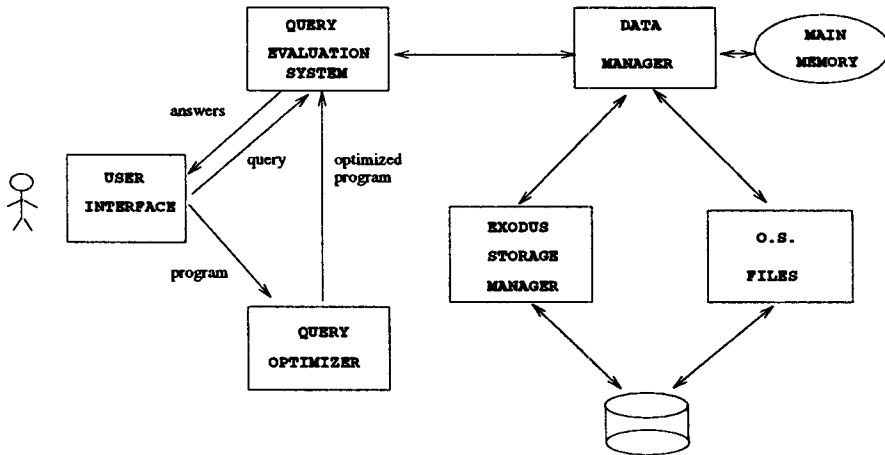 QUERY
EVALUATION
SYSTEM
DATA
MANAGER
MAIN
MEMORY
answers
query
optimized
program
USER
INTERFACE
program
EXODUS
STORAGE
MANAGER
O.S.
FILES
QUERY
OPTIMIZER